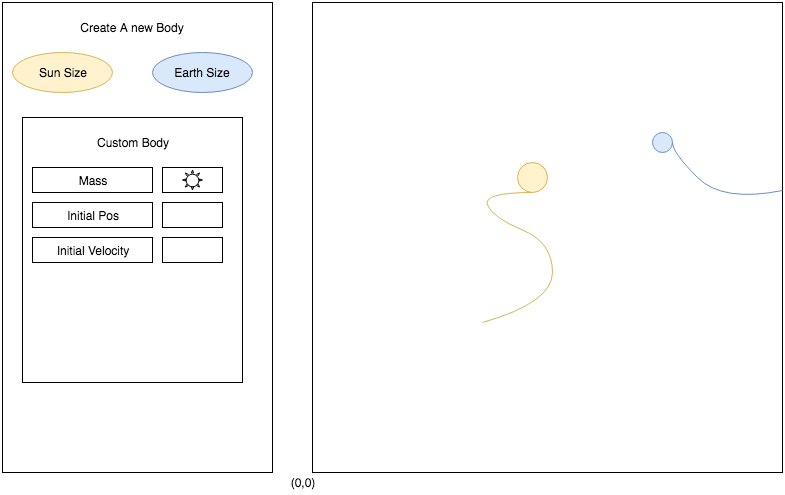 Create A new Body
Sun Size
Earth Size
Custom Body
Mass
Initial Pos
Initial Velocity
(0,0)